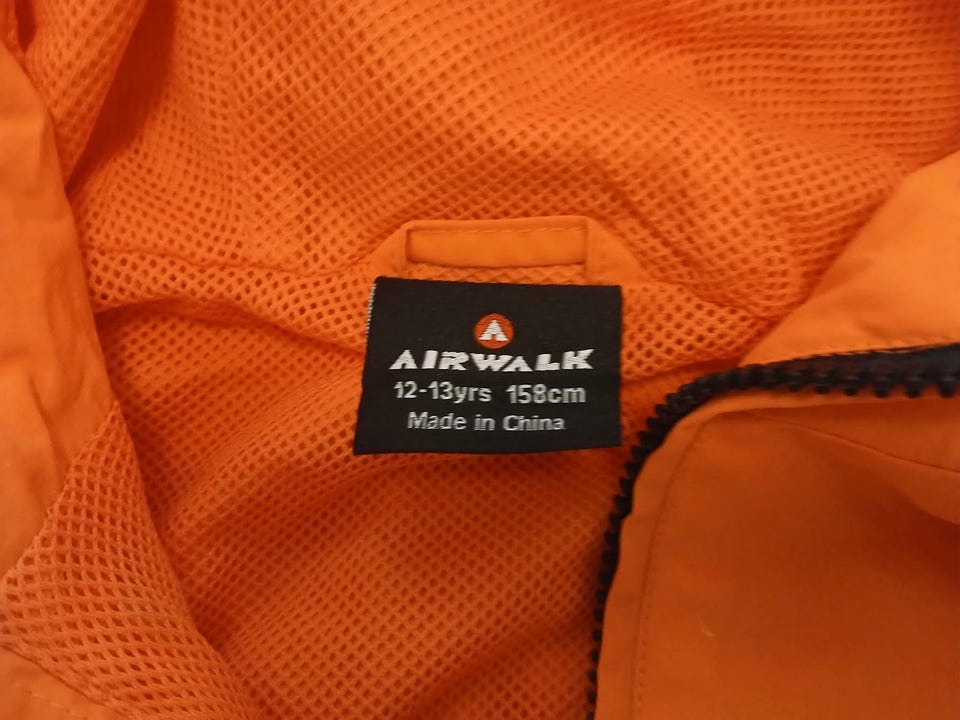 AIRWALK
12-13yrs 158cm
Made in China